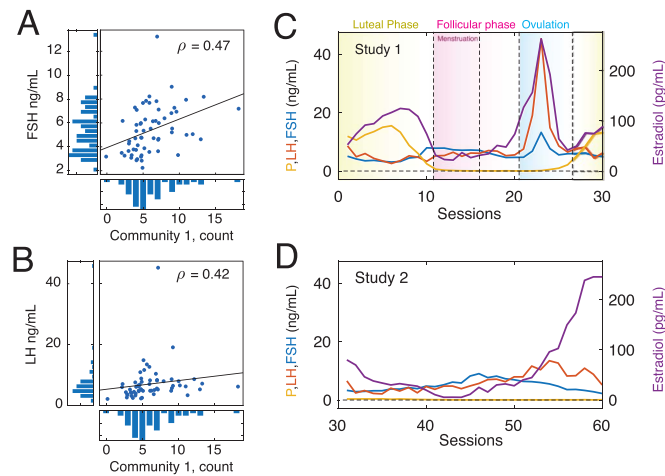 A
ρ = 0.47
FSH ng/mL
12
10
8
6
4
2
0
5
10
15
Community 1, count
B
ρ = 0.42
LH ng/mL
40
20
0
0
5
10
15
Community 1, count
C
Luteal Phase
Follicular phase
Ovulation
Menstruation
Study 1
P,LH,FSH (ng/mL)
40
20
0
200
100
0
Estradiol (pg/mL)
0
10
20
30
Sessions
D
Study 2
P,LH,FSH (ng/mL)
40
20
0
200
100
0
Estradiol (pg/mL)
30
40
50
60
Sessions